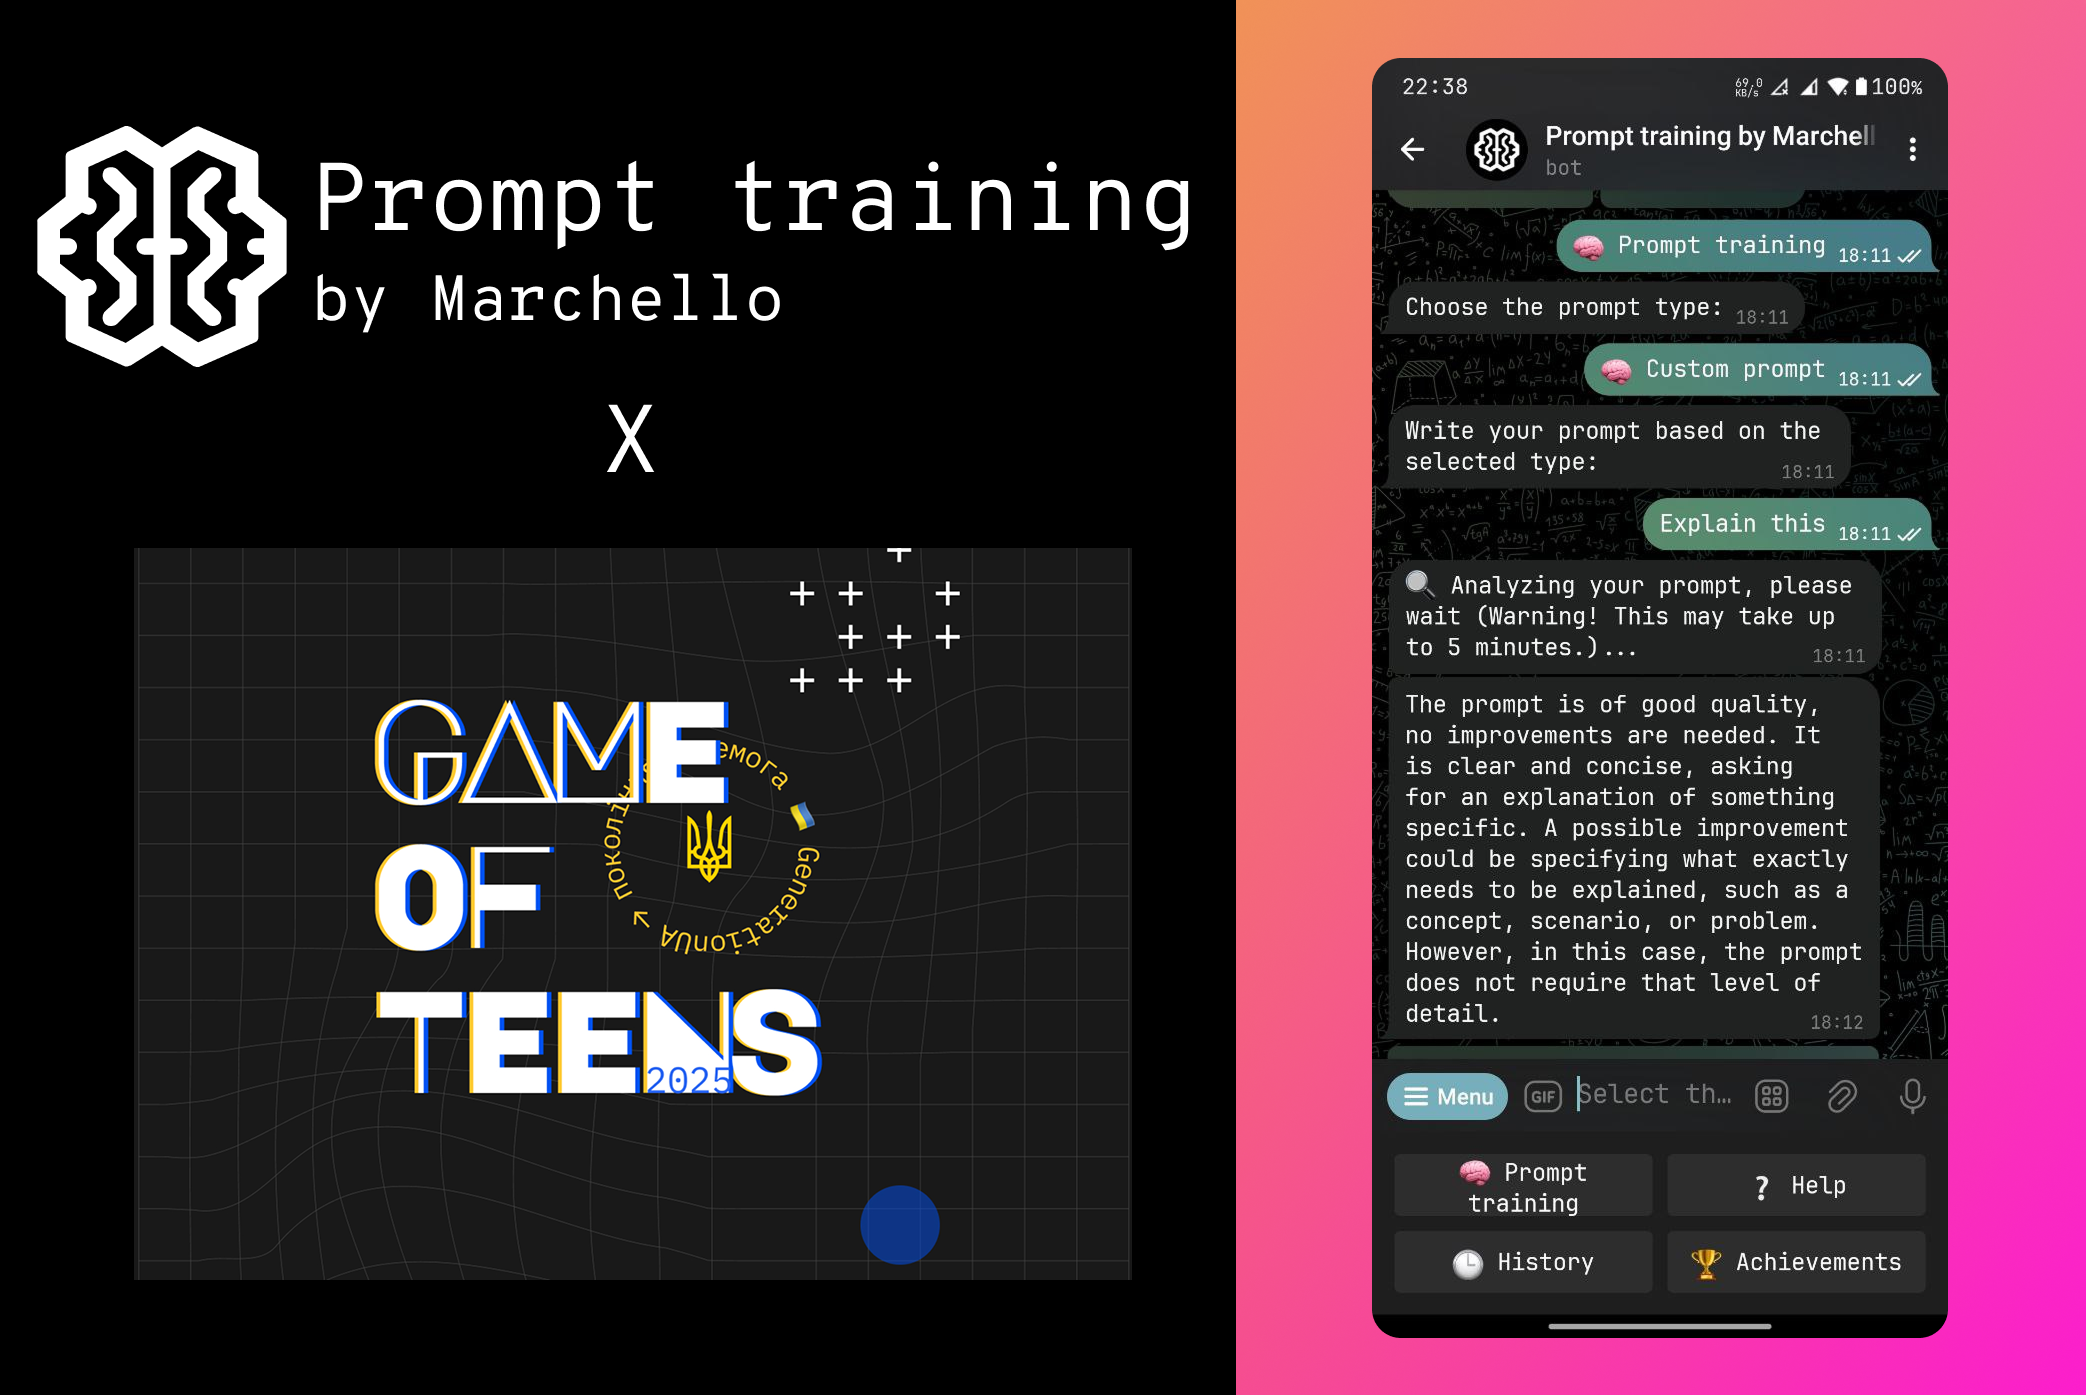 Prompt training
by Marchello
X
GAME
OF
TEENS
2025
покоління
GenerationUA
22:38
69,0
KB/s
100%
Prompt training by Marchell
bot
🧠 Prompt training 18:11
Choose the prompt type: 18:11
🧠 Custom prompt 18:11
Write your prompt based on the
selected type: 18:11
Explain this 18:11
🔍 Analyzing your prompt, please
wait (Warning! This may take up
to 5 minutes.)... 18:11
The prompt is of good quality,
no improvements are needed. It
is clear and concise, asking
for an explanation of something
specific. A possible improvement
could be specifying what exactly
needs to be explained, such as a
concept, scenario, or problem.
However, in this case, the prompt
does not require that level of
detail. 18:12
Menu
GIF
Select th…
🧠 Prompt
training
? Help
🕒 History
🏆 Achievements